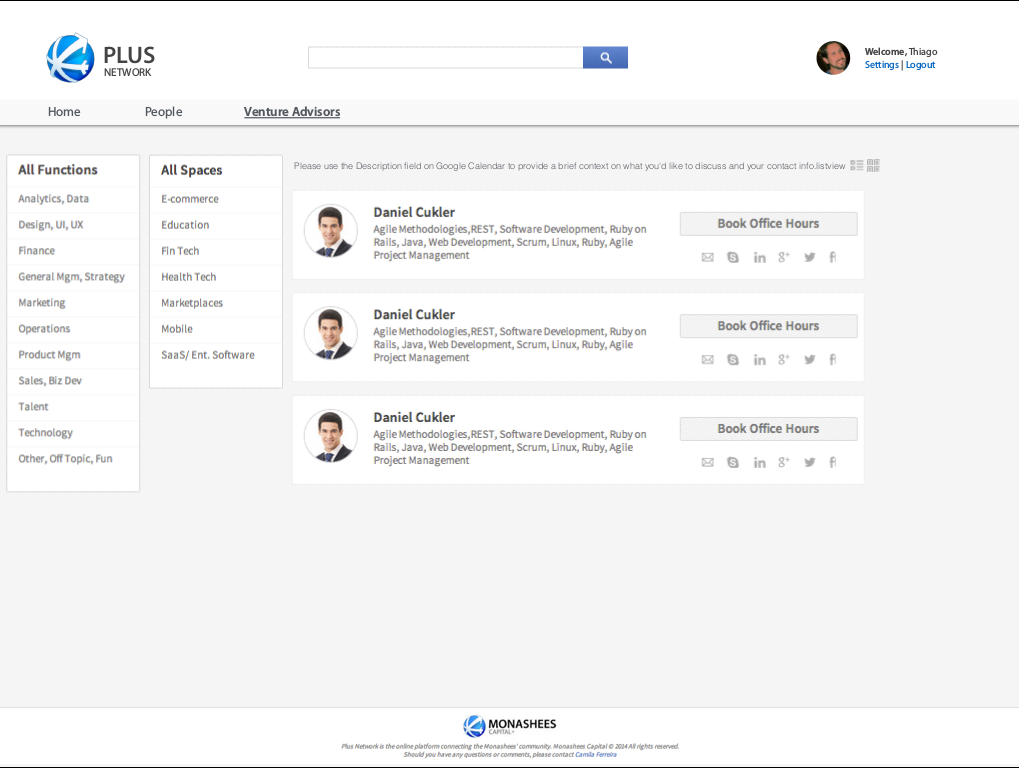 PLUS
NETWORK
Welcome, Thiago
Settings | Logout
Home
People
Venture Advisors
All Functions
Analytics, Data
Design, UI, UX
Finance
General Mgm, Strategy
Marketing
Operations
Product Mgm
Sales, Biz Dev
Talent
Technology
Other, Off Topic, Fun
All Spaces
E-commerce
Education
Fin Tech
Health Tech
Marketplaces
Mobile
SaaS/ Ent. Software
Please use the Description field on Google Calendar to provide a brief context on what you'd like to discuss and your contact info.listview
Daniel Cukler
Agile Methodologies,REST, Software Development, Ruby on
Rails, Java, Web Development, Scrum, Linux, Ruby, Agile
Project Management
Book Office Hours
Daniel Cukler
Agile Methodologies,REST, Software Development, Ruby on
Rails, Java, Web Development, Scrum, Linux, Ruby, Agile
Project Management
Book Office Hours
Daniel Cukler
Agile Methodologies,REST, Software Development, Ruby on
Rails, Java, Web Development, Scrum, Linux, Ruby, Agile
Project Management
Book Office Hours
MONASHEES
CAPITAL+
Plus Network is the online platform connecting the Monashees' community. Monashees Capital © 2014 All rights reserved.
Should you have any questions or comments, please contact Camila Ferreira